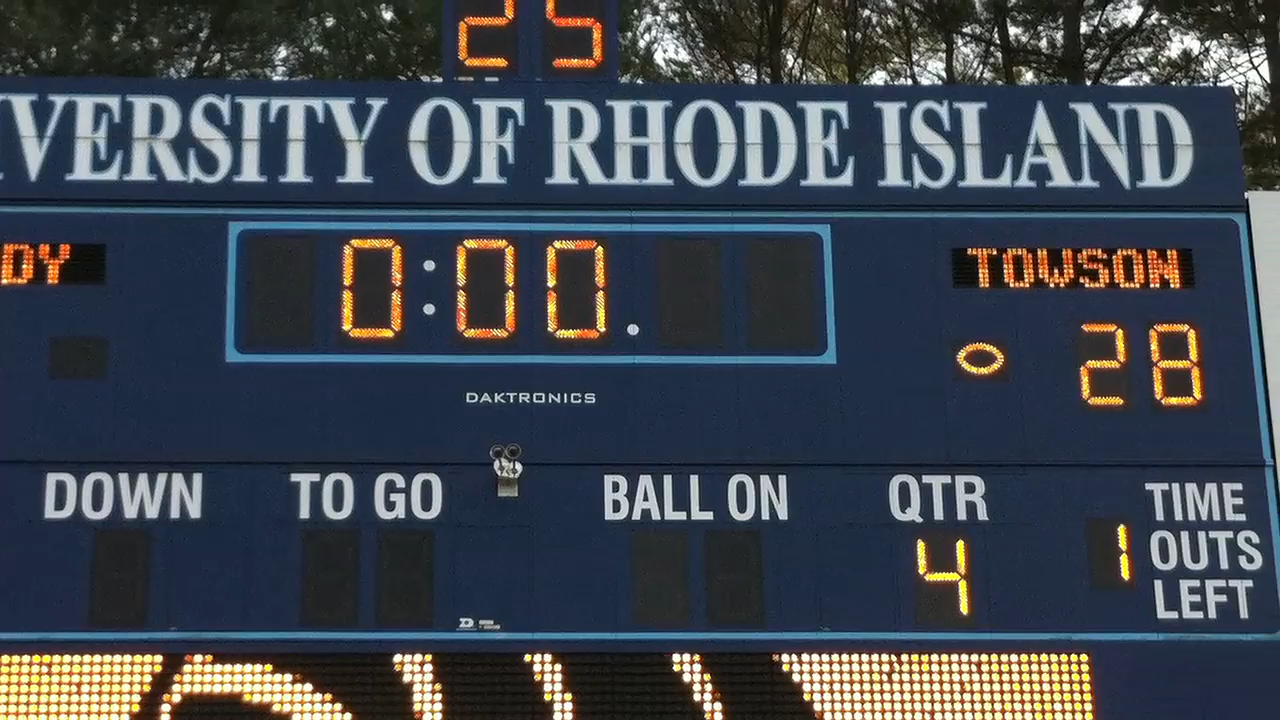 25
IVERSITY OF RHODE ISLAND
DY
0:00.
TOWSON
28
DAKTRONICS
DOWN
TO GO
BALL ON
QTR
4
1
TIME
OUTS
LEFT